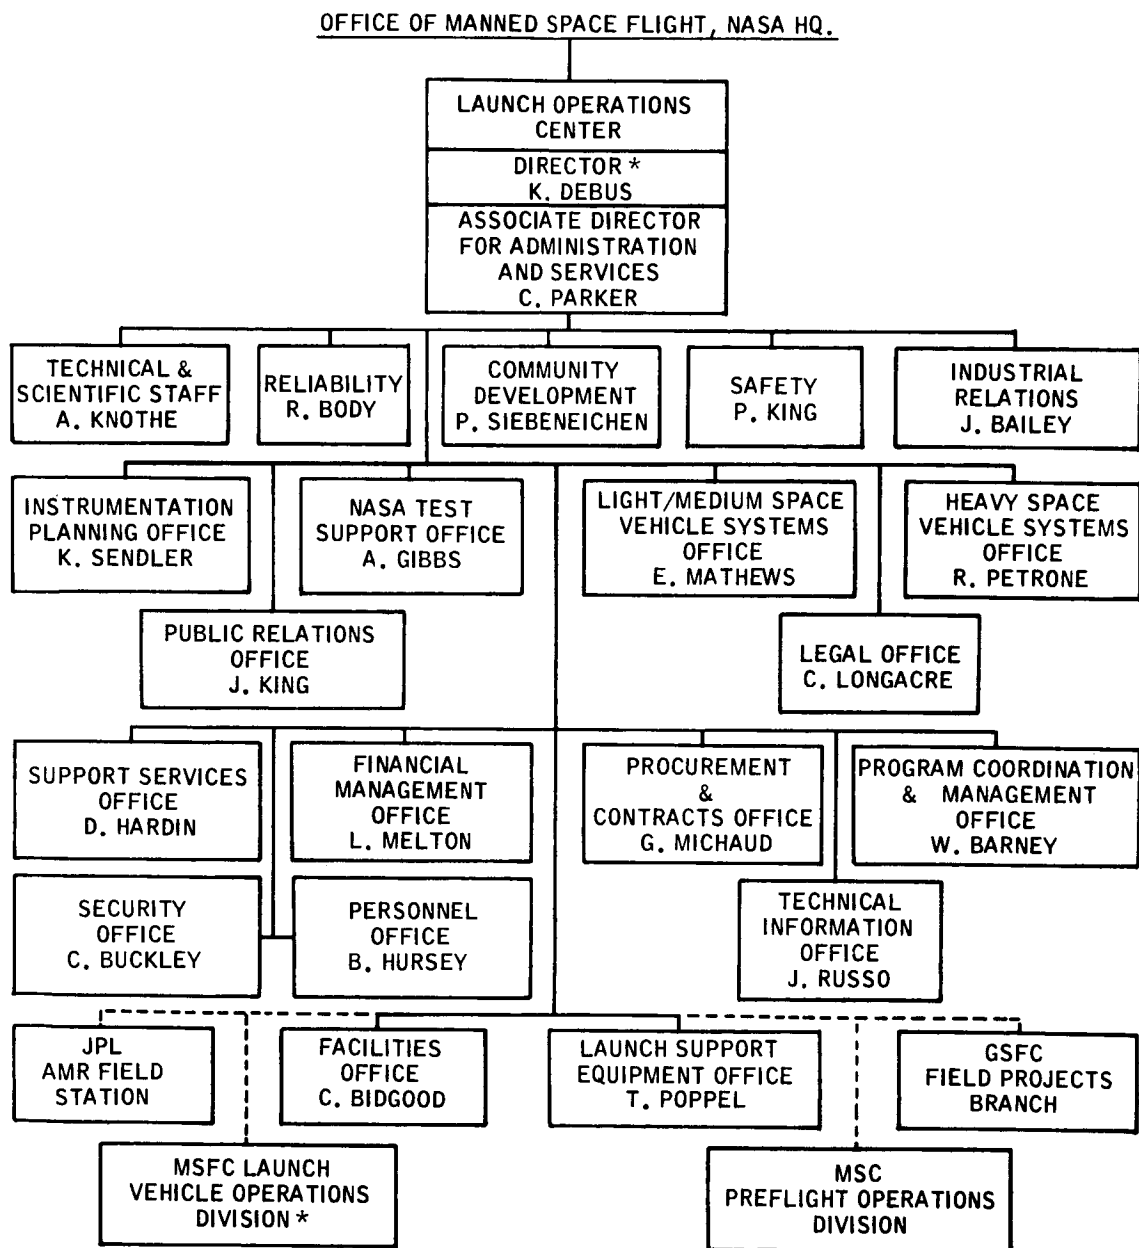 OFFICE OF MANNED SPACE FLIGHT, NASA HQ.
LAUNCH OPERATIONS
CENTER
DIRECTOR *
K. DEBUS
ASSOCIATE DIRECTOR
FOR ADMINISTRATION
AND SERVICES
C. PARKER
TECHNICAL &
SCIENTIFIC STAFF
A. KNOTHE
RELIABILITY
R. BODY
COMMUNITY
DEVELOPMENT
P. SIEBENEICHEN
SAFETY
P. KING
INDUSTRIAL
RELATIONS
J. BAILEY
INSTRUMENTATION
PLANNING OFFICE
K. SENDLER
NASA TEST
SUPPORT OFFICE
A. GIBBS
LIGHT/MEDIUM SPACE
VEHICLE SYSTEMS
OFFICE
E. MATHEWS
HEAVY SPACE
VEHICLE SYSTEMS
OFFICE
R. PETRONE
PUBLIC RELATIONS
OFFICE
J. KING
LEGAL OFFICE
C. LONGACRE
SUPPORT SERVICES
OFFICE
D. HARDIN
FINANCIAL
MANAGEMENT
OFFICE
L. MELTON
PROCUREMENT
&
CONTRACTS OFFICE
G. MICHAUD
PROGRAM COORDINATION
& MANAGEMENT
OFFICE
W. BARNEY
SECURITY
OFFICE
C. BUCKLEY
PERSONNEL
OFFICE
B. HURSEY
TECHNICAL
INFORMATION
OFFICE
J. RUSSO
JPL
AMR FIELD
STATION
FACILITIES
OFFICE
C. BIDGOOD
LAUNCH SUPPORT
EQUIPMENT OFFICE
T. POPPEL
GSFC
FIELD PROJECTS
BRANCH
MSFC LAUNCH
VEHICLE OPERATIONS
DIVISION *
MSC
PREFLIGHT OPERATIONS
DIVISION